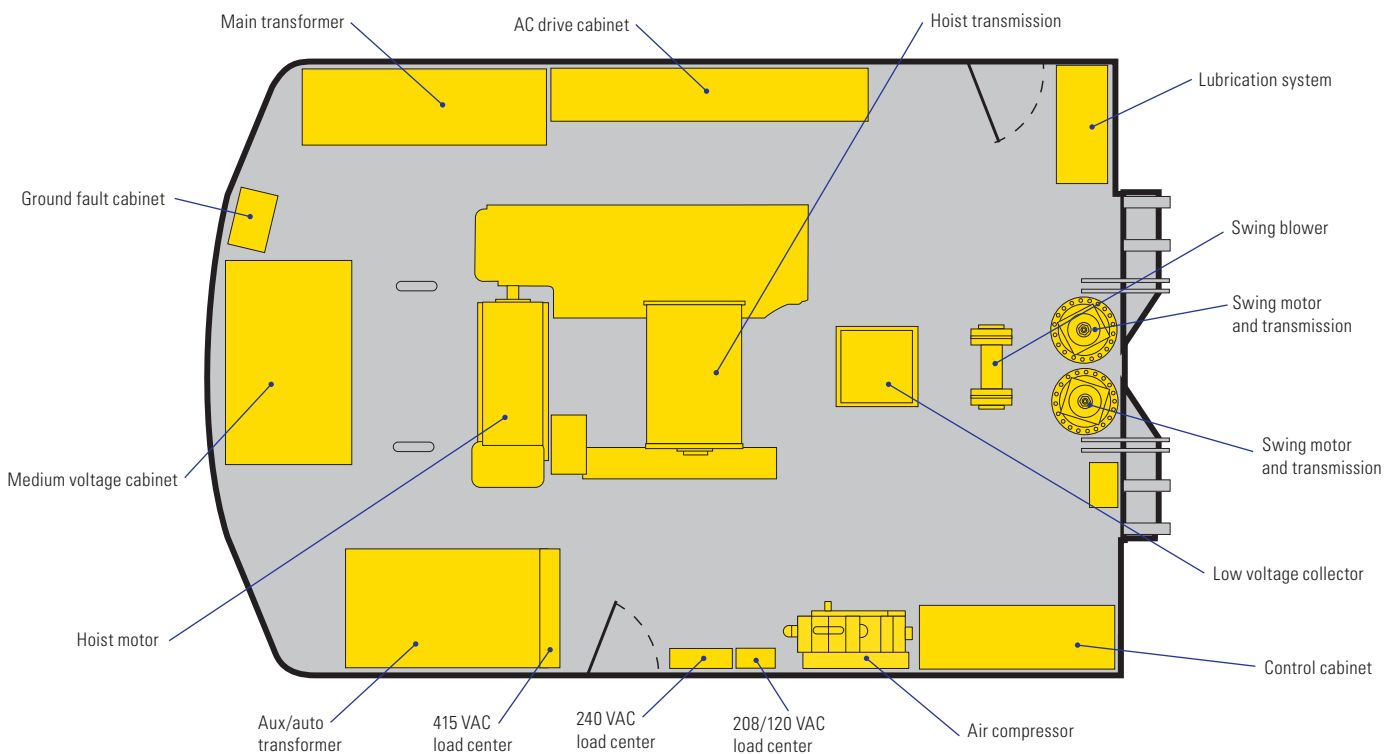 Main transformer
AC drive cabinet
Hoist transmission
Lubrication system
Ground fault cabinet
Swing blower
Swing motor
and transmission
Swing motor
and transmission
Medium voltage cabinet
Low voltage collector
Hoist motor
Control cabinet
Aux/auto
transformer
415 VAC
load center
240 VAC
load center
208/120 VAC
load center
Air compressor